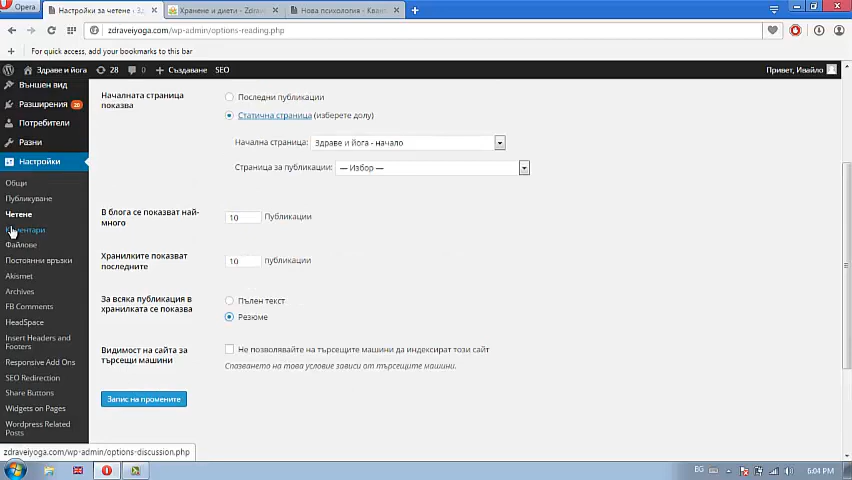 Opera
Настройки за четене ‹ Здр
Хранене и диети - Zdrav
Нова психология - Квант
zdraveiyoga.com/wp-admin/options-reading.php
For quick access, add your bookmarks to this bar
Здраве и йога
28
0
+ Създаване
SEO
Привет, Ивайло
Външен вид
Разширения 28
Потребители
Разни
Настройки
Общи
Публикуване
Четене
Коментари
Файлове
Постоянни връзки
Akismet
Archives
FB Comments
HeadSpace
Insert Headers and
Footers
Responsive Add Ons
SEO Redirection
Share Buttons
Widgets on Pages
Wordpress Related
Posts
Началната страница
показва
Последни публикации
Статична страница (изберете долу)
Начална страница: Здраве и йога - начало
Страница за публикации: — Избор —
В блога се показват най-
много
10 Публикации
Хранилките показват
последните
10 публикации
За всяка публикация в
хранилката се показва
Пълен текст
Резюме
Видимост на сайта за
търсещи машини
Не позволявайте на търсещите машини да индексират този сайт
Спазването на това условие зависи от търсещите машини.
Запис на промените
zdraveiyoga.com/wp-admin/options-discussion.php
BG
6:04 PM